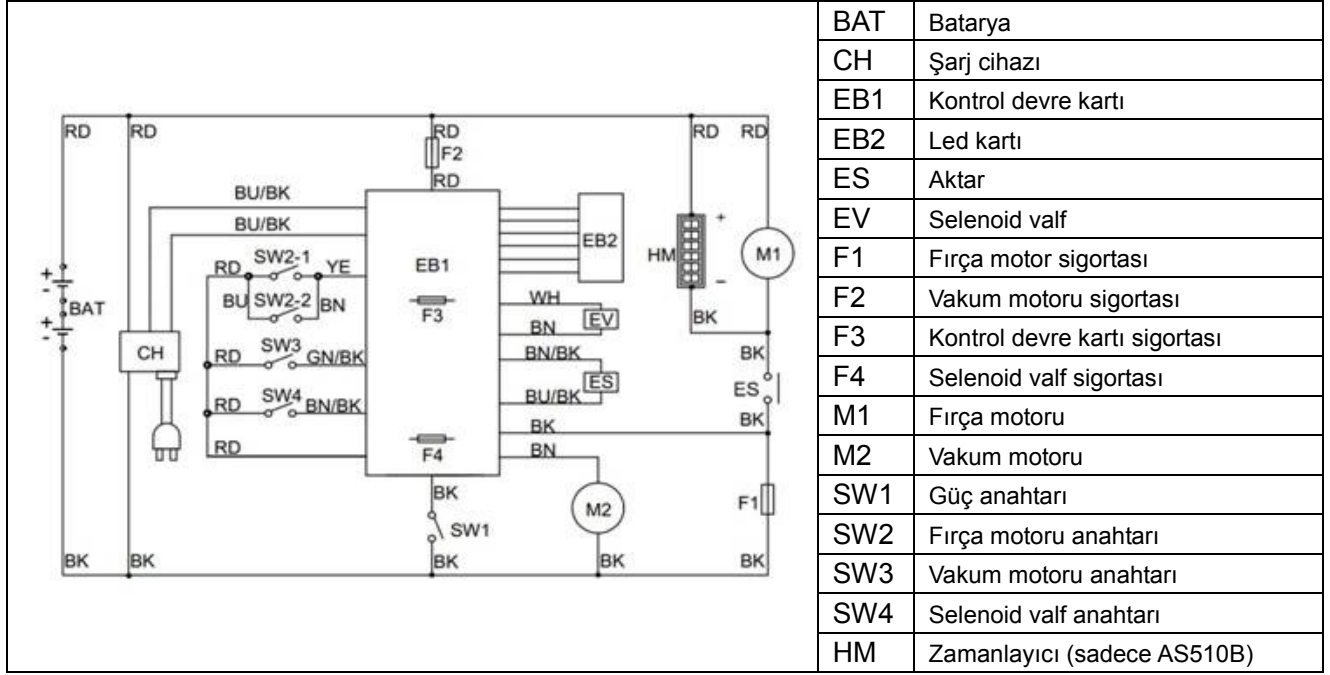 RD
RD
RD
F2
RD
RD
RD
BU/BK
BU/BK
SW2-1
RD
YE
BU
SW2-2
BN
EB1
F3
EB2
HM
+
−
M1
+
-
BAT
+
-
CH
WH
EV
BN
BK
SW3
RD
GN/BK
BN/BK
ES
BU/BK
BK
ES
BK
SW4
RD
BN/BK
RD
F4
BK
BN
BK
SW1
M2
F1
BK
BK
BK
BK
BK
BAT Batarya
CH Şarj cihazı
EB1 Kontrol devre kartı
EB2 Led kartı
ES Aktar
EV Selenoid valf
F1 Fırça motor sigortası
F2 Vakum motoru sigortası
F3 Kontrol devre kartı sigortası
F4 Selenoid valf sigortası
M1 Fırça motoru
M2 Vakum motoru
SW1 Güç anahtarı
SW2 Fırça motoru anahtarı
SW3 Vakum motoru anahtarı
SW4 Selenoid valf anahtarı
HM Zamanlayıcı (sadece AS510B)